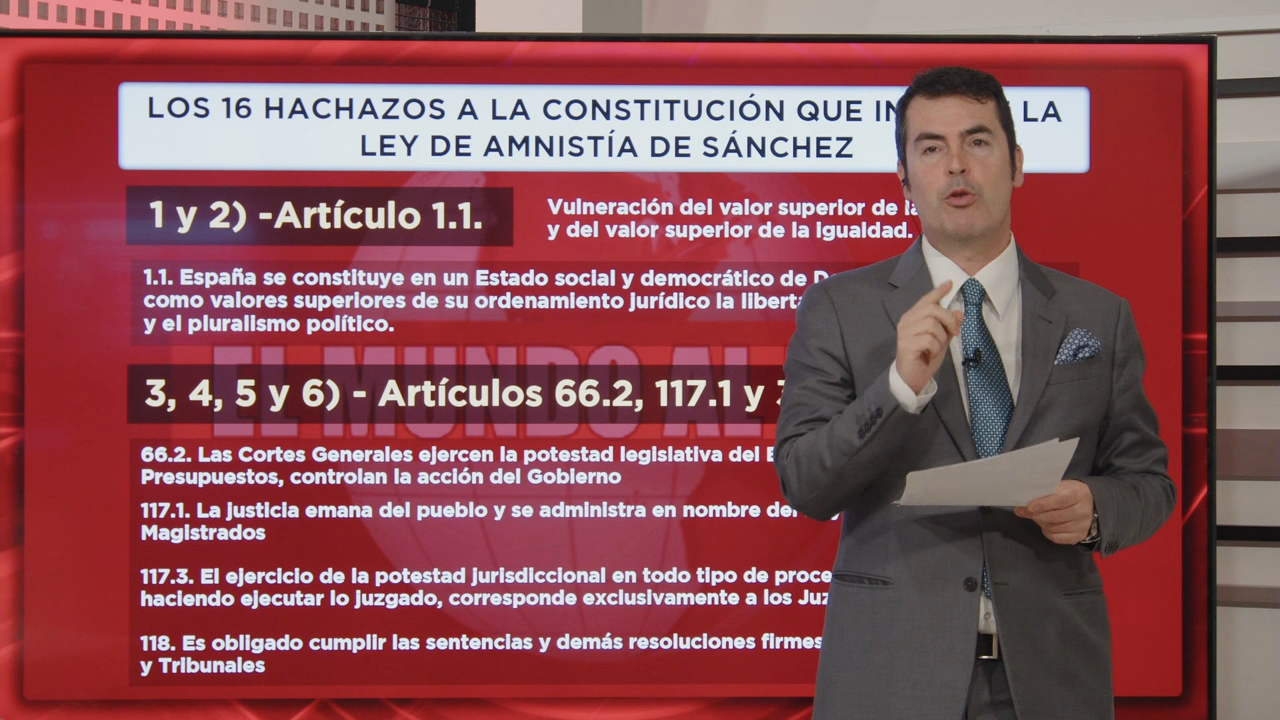 LOS 16 HACHAZOS A LA CONSTITUCIÓN QUE LA
LEY DE AMNISTÍA DE SÁNCHEZ
1 y 2) -Artículo 1.1.
Vulneración del valor superior de la
y del valor superior de la igualdad.
1.1. España se constituye en un Estado social y democrático de
como valores superiores de su ordenamiento jurídico la
y el pluralismo político.
EL MUNDO AL
3, 4, 5 y 6) - Artículos 66.2, 117.1 y
66.2. Las Cortes Generales ejercen la potestad legislativa del
Presupuestos, controlan la acción del Gobierno
117.1. La justicia emana del pueblo y se administra en nombre del
Magistrados
117.3. El ejercicio de la potestad jurisdiccional en todo tipo de
haciendo ejecutar lo juzgado, corresponde exclusivamente a los
118. Es obligado cumplir las sentencias y demás resoluciones firmes
y Tribunales